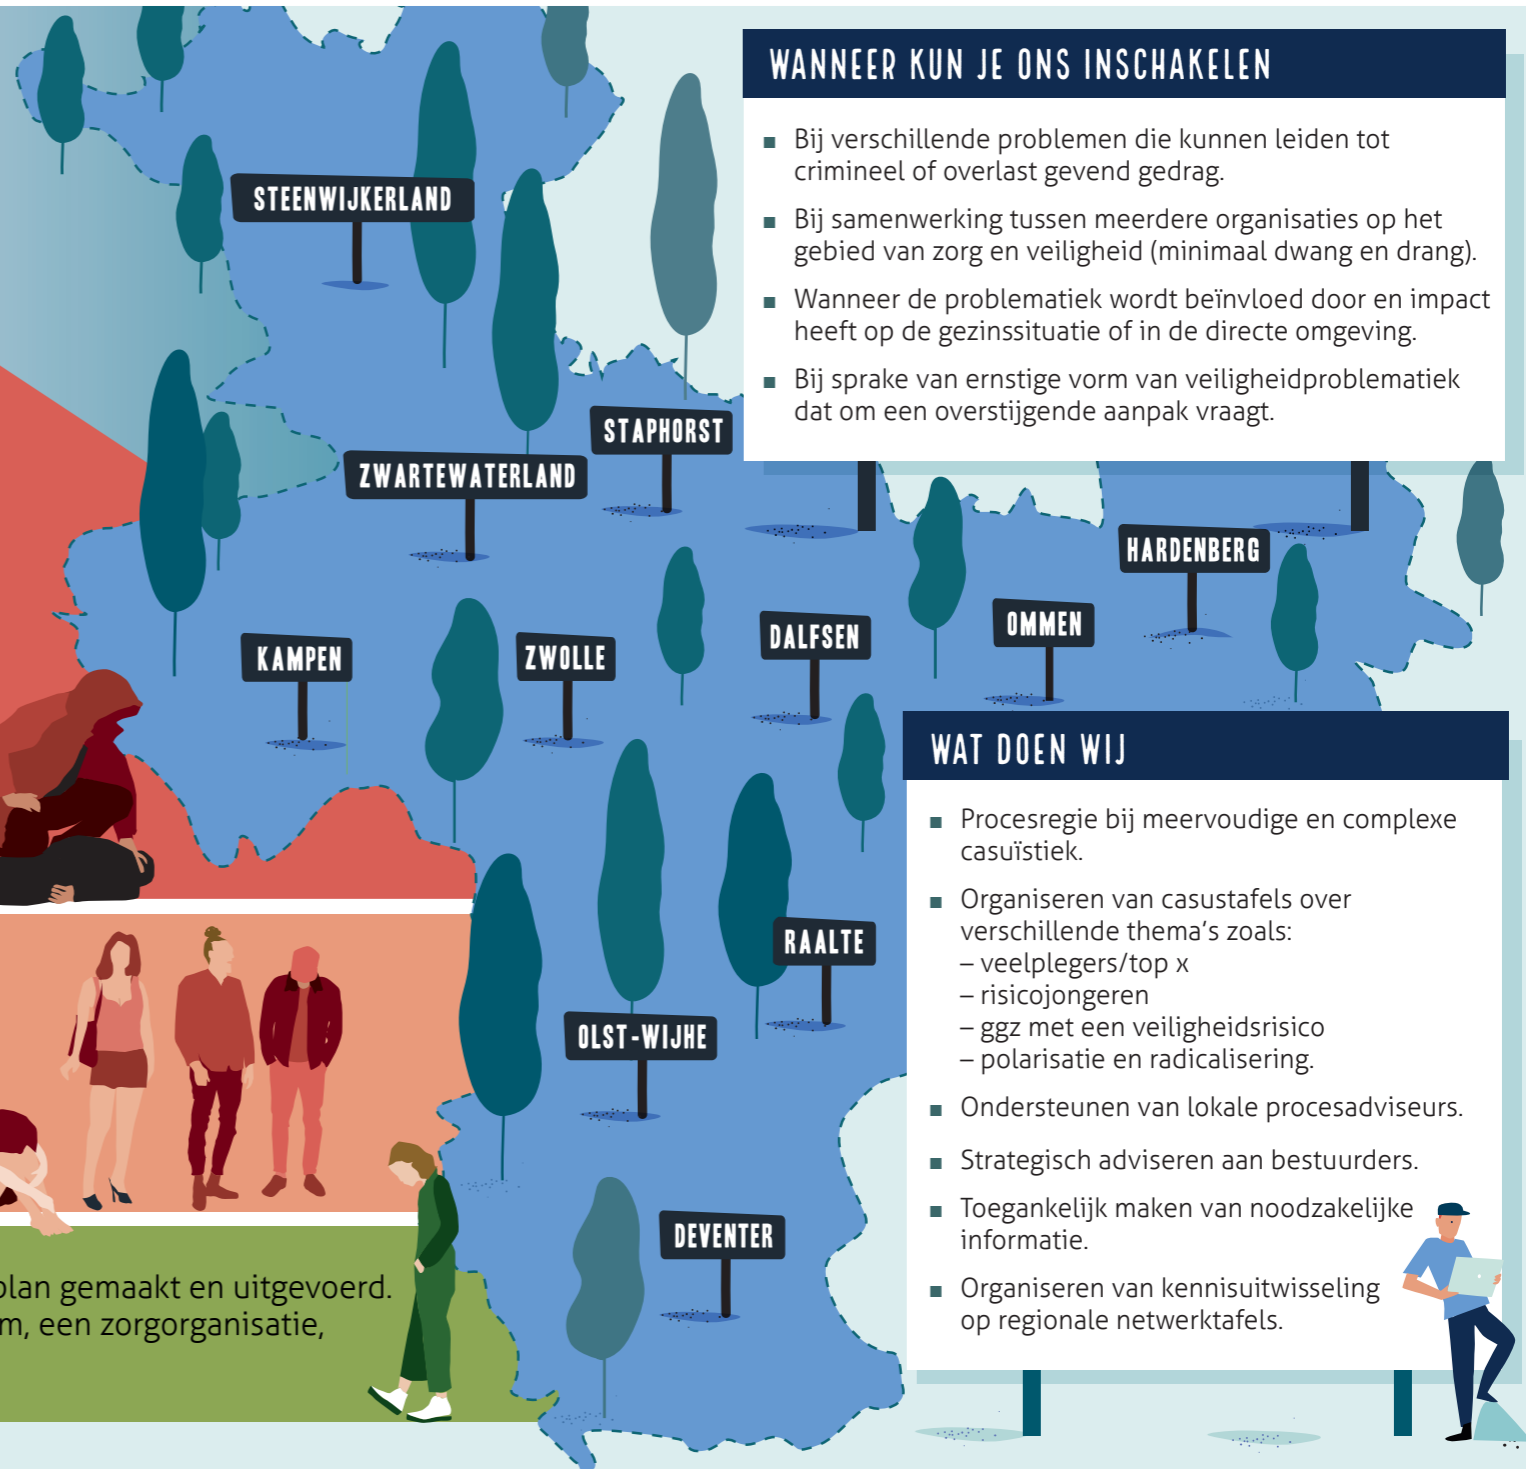 WANNEER KUN JE ONS INSCHAKELEN
▪ Bij verschillende problemen die kunnen leiden tot
crimineel of overlast gevend gedrag.
▪ Bij samenwerking tussen meerdere organisaties op het
gebied van zorg en veiligheid (minimaal dwang en drang).
▪ Wanneer de problematiek wordt beïnvloed door en impact
heeft op de gezinssituatie of in de directe omgeving.
▪ Bij sprake van ernstige vorm van veiligheidproblematiek
dat om een overstijgende aanpak vraagt.
STEENWIJKERLAND
STAPHORST
ZWARTEWATERLAND
HARDENBERG
OMMEN
DALFSEN
ZWOLLE
KAMPEN
RAALTE
OLST-WIJHE
DEVENTER
WAT DOEN WIJ
▪ Procesregie bij meervoudige en complexe
casuïstiek.
▪ Organiseren van casustafels over
verschillende thema's zoals:
– veelplegers/top x
– risicojongeren
– ggz met een veiligheidsrisico
– polarisatie en radicalisering.
▪ Ondersteunen van lokale procesadviseurs.
▪ Strategisch adviseren aan bestuurders.
▪ Toegankelijk maken van noodzakelijke
informatie.
▪ Organiseren van kennisuitwisseling
op regionale netwerktafels.
plan gemaakt en uitgevoerd.
m, een zorgorganisatie,